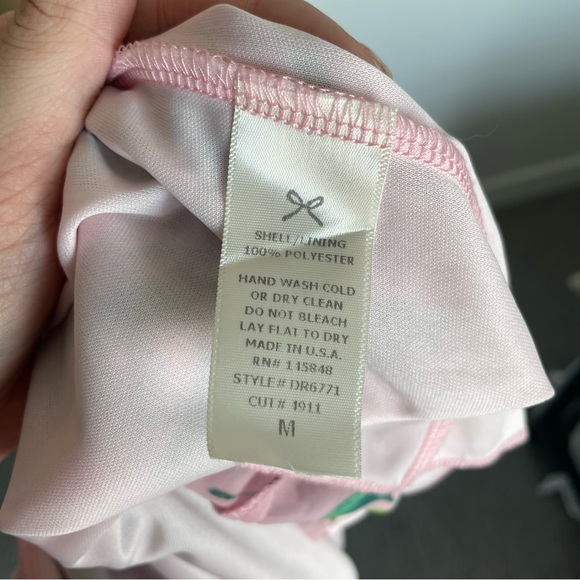 SHELL/LINING
100% POLYESTER
HAND WASH COLD
OR DRY CLEAN
DO NOT BLEACH
LAY FLAT TO DRY
MADE IN U.S.A.
RN# 115848
STYLE# DR6771
CUT# 4911
M